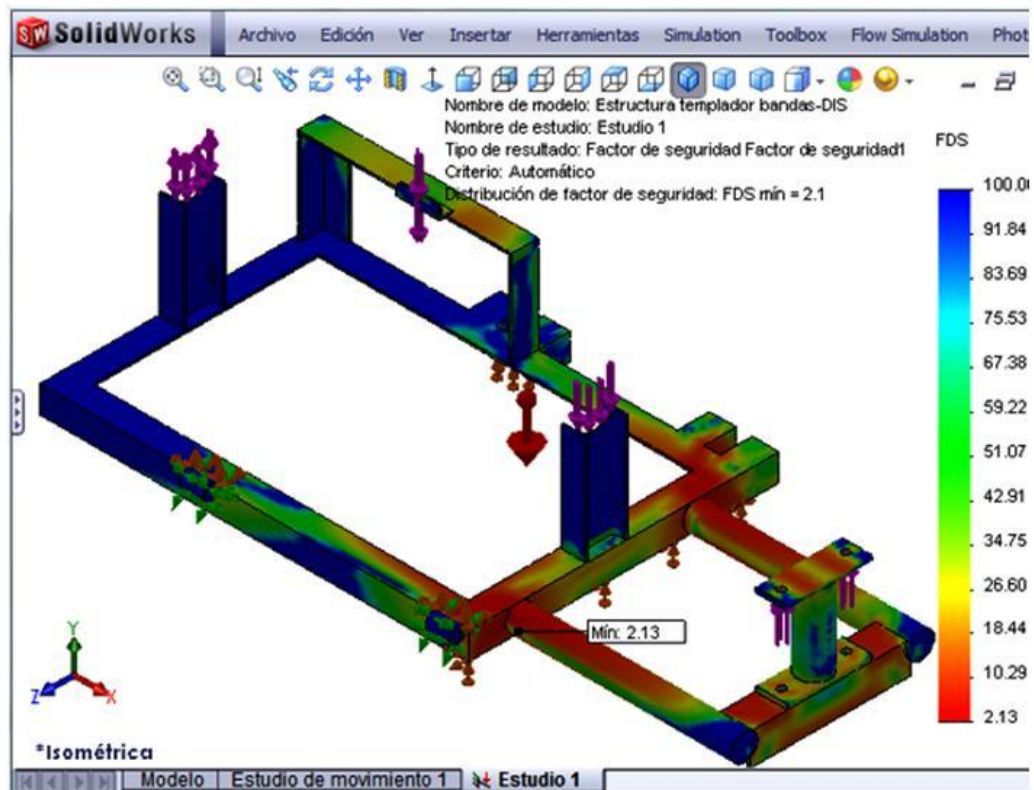 SW SolidWorks Archivo Edición Ver Insertar Herramientas Simulation Toolbox Flow Simulation Phot
Nombre de modelo: Estructura templador bandas-DIS
Nombre de estudio: Estudio 1
Tipo de resultado: Factor de seguridad Factor de seguridad1
Criterio: Automático
Distribución de factor de seguridad: FDS mín = 2.1
FDS
100.0
91.84
83.69
75.53
67.38
59.22
51.07
42.91
34.75
26.60
18.44
10.29
2.13
Mín: 2.13
Y
Z
X
*Isométrica
Modelo Estudio de movimiento 1 Estudio 1